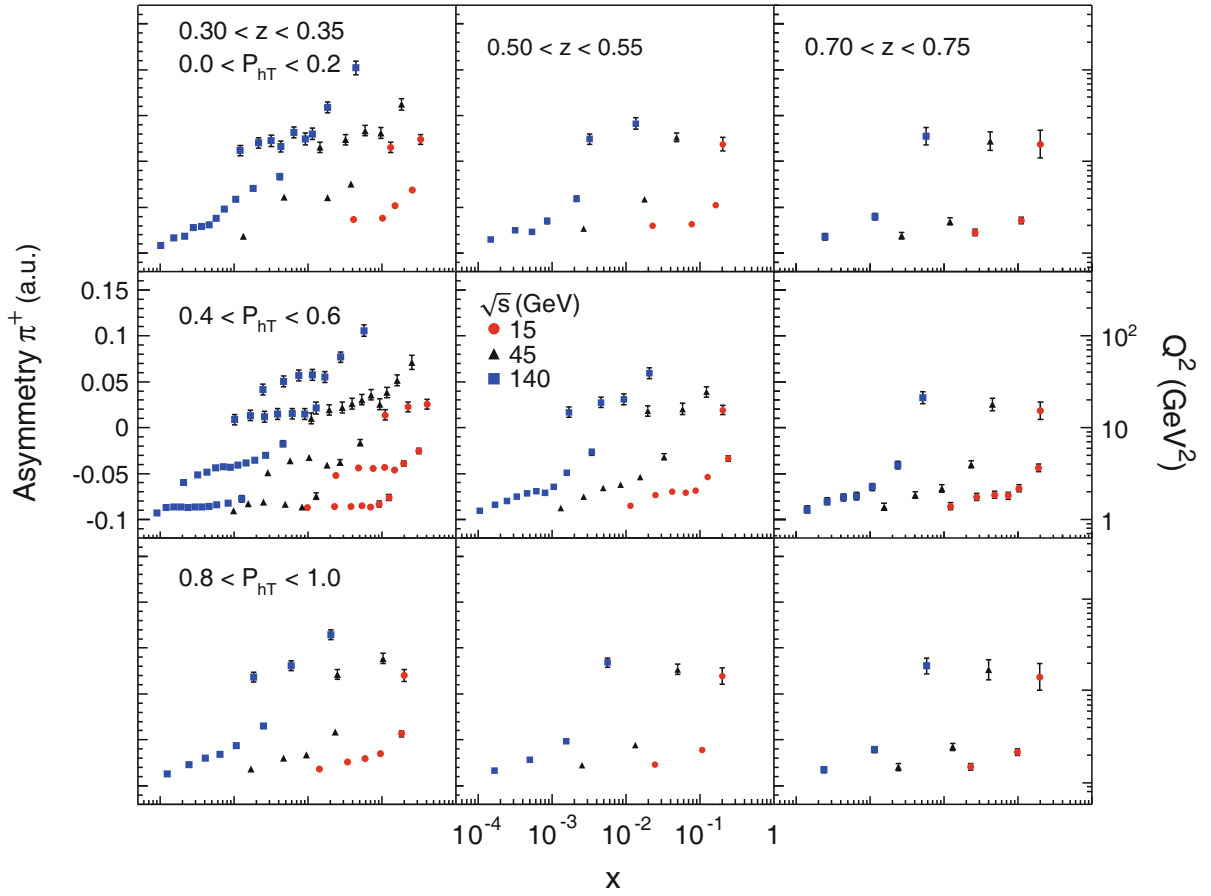 0.30 < z < 0.35
0.0 < P_hT < 0.2
0.50 < z < 0.55
0.70 < z < 0.75
Asymmetry π⁺ (a.u.)
0.15
0.1
0.05
0
-0.05
-0.1
0.4 < P_hT < 0.6
√s (GeV)
15
45
140
10²
10
1
Q² (GeV²)
0.8 < P_hT < 1.0
10⁻⁴ 10⁻³ 10⁻² 10⁻¹ 1
x